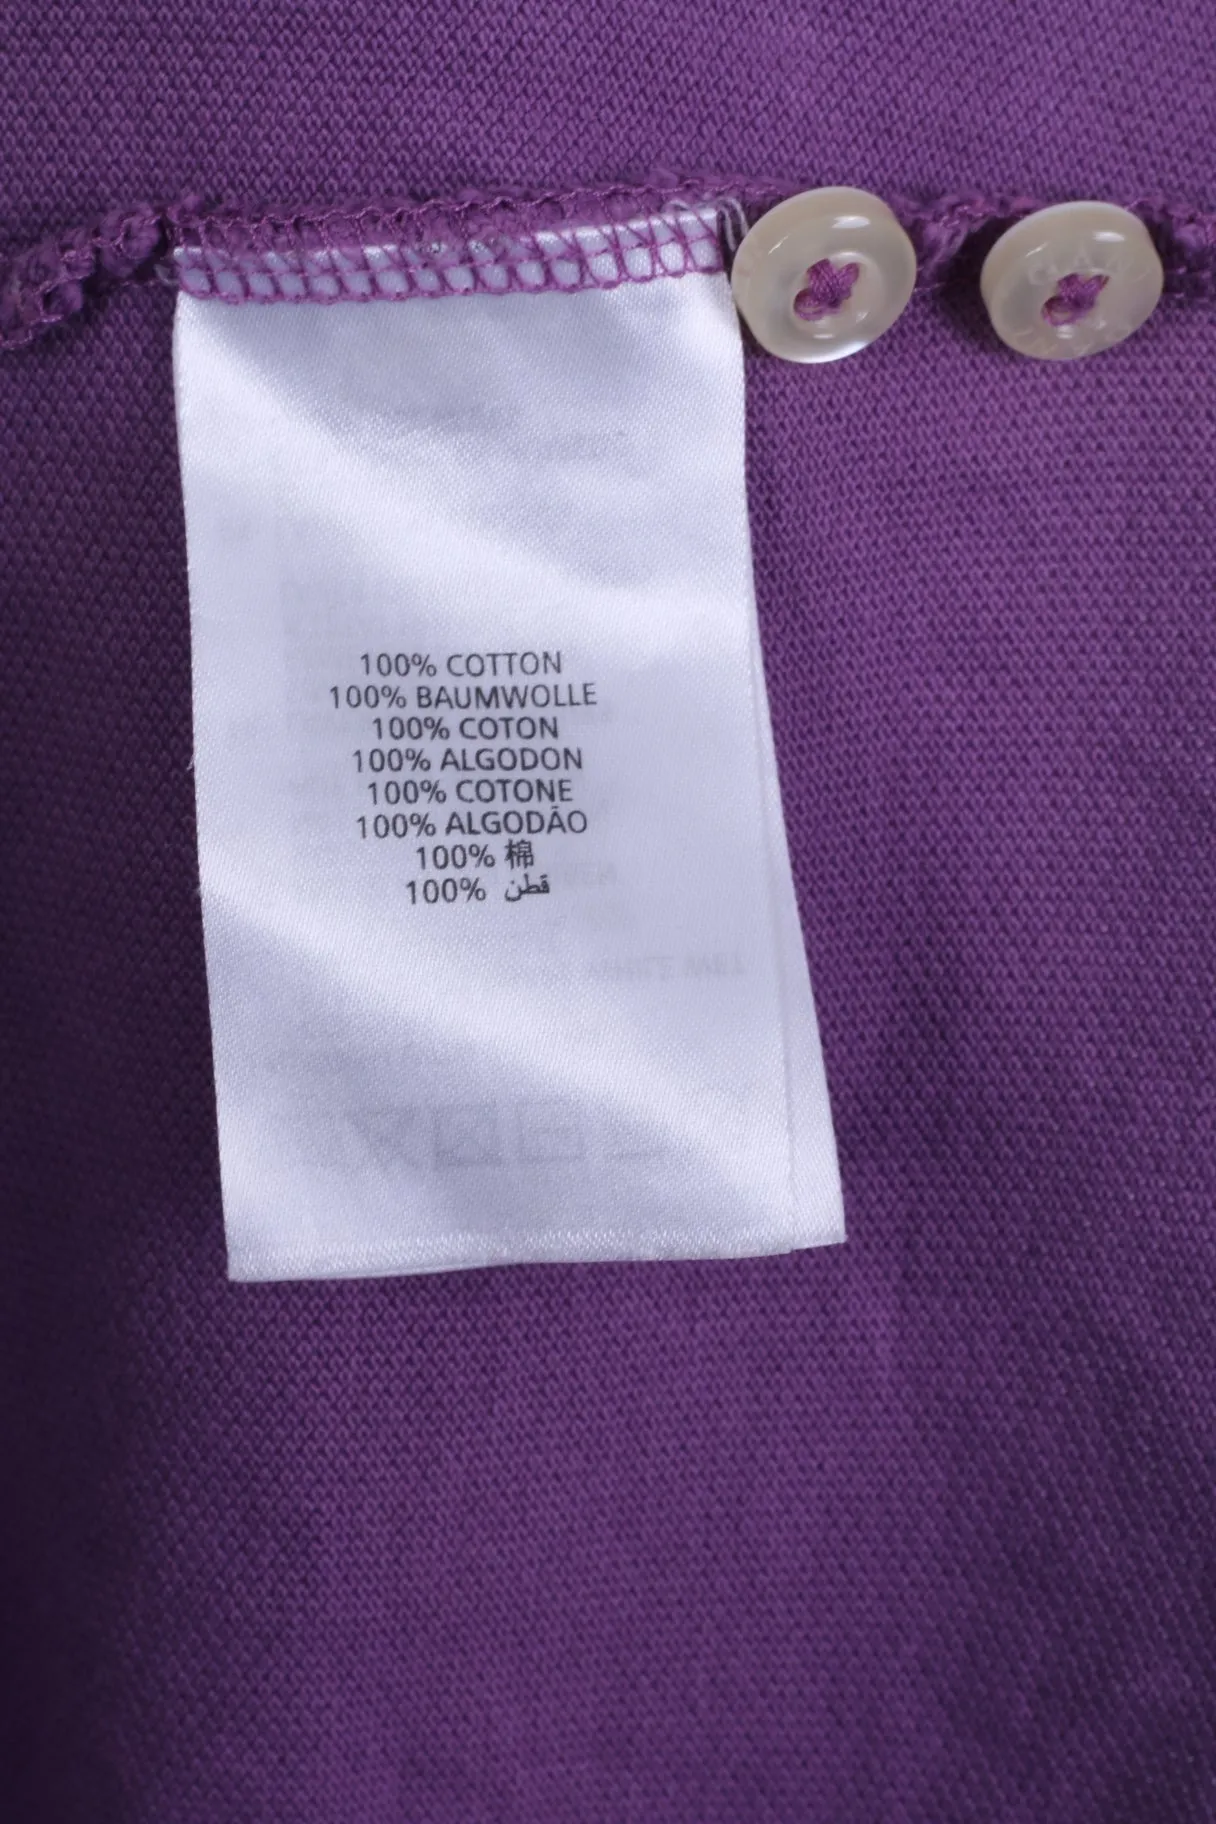 100% COTTON
100% BAUMWOLLE
100% COTON
100% ALGODON
100% COTONE
100% ALGODÃO
100% 棉
100% قطن